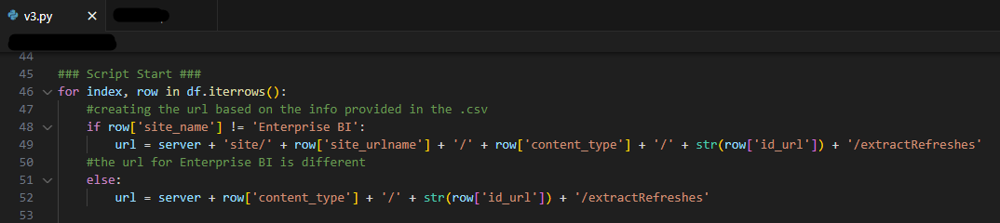 v3.py
44
45 ### Script Start ###
46 for index, row in df.iterrows():
47     #creating the url based on the info provided in the .csv
48     if row['site_name'] != 'Enterprise BI':
49         url = server + 'site/' + row['site_urlname'] + '/' + row['content_type'] + '/' + str(row['id_url']) + '/extractRefreshes'
50     #the url for Enterprise BI is different
51     else:
52         url = server + row['content_type'] + '/' + str(row['id_url']) + '/extractRefreshes'
53